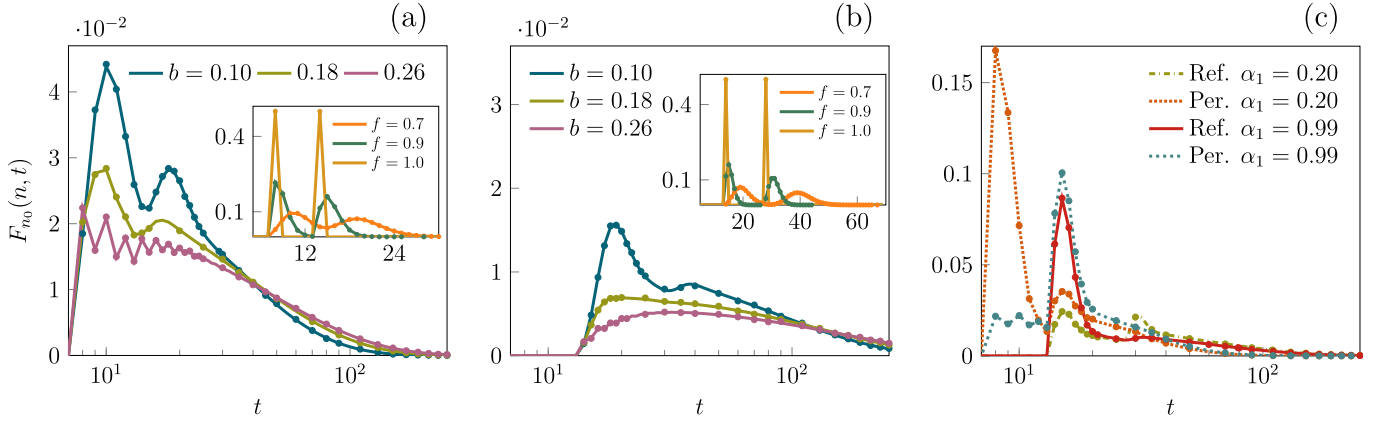 ·10⁻² (a)
b = 0.10 0.18 0.26
F_{n_0}(n, t)
4
3
2
1
0
10¹ 10²
t
f = 0.7
f = 0.9
f = 1.0
0.4
0.1
12 24
·10⁻² (b)
b = 0.10
b = 0.18
b = 0.26
4
3
2
1
0
10¹ 10²
t
f = 0.7
f = 0.9
f = 1.0
0.4
0.1
20 40 60
(c)
Ref. α₁ = 0.20
Per. α₁ = 0.20
Ref. α₁ = 0.99
Per. α₁ = 0.99
0.15
0.1
0.05
0
10¹ 10²
t